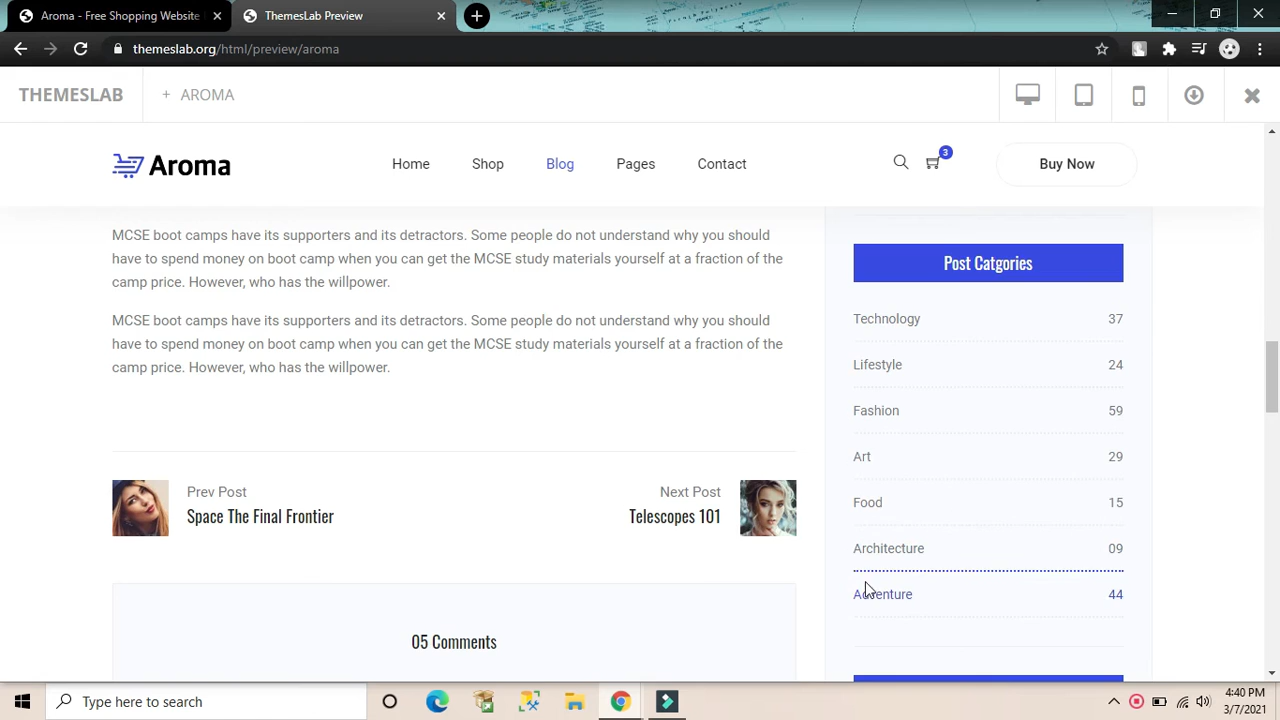 Aroma - Free Shopping Website
ThemesLab Preview
themeslab.org/html/preview/aroma
THEMESLAB
+ AROMA
Aroma
Home
Shop
Blog
Pages
Contact
3
Buy Now
MCSE boot camps have its supporters and its detractors. Some people do not understand why you should
have to spend money on boot camp when you can get the MCSE study materials yourself at a fraction of the
camp price. However, who has the willpower.
MCSE boot camps have its supporters and its detractors. Some people do not understand why you should
have to spend money on boot camp when you can get the MCSE study materials yourself at a fraction of the
camp price. However, who has the willpower.
Prev Post
Space The Final Frontier
Next Post
Telescopes 101
05 Comments
Post Catgories
Technology 37
Lifestyle 24
Fashion 59
Art 29
Food 15
Architecture 09
Adventure 44
Type here to search
4:40 PM
3/7/2021